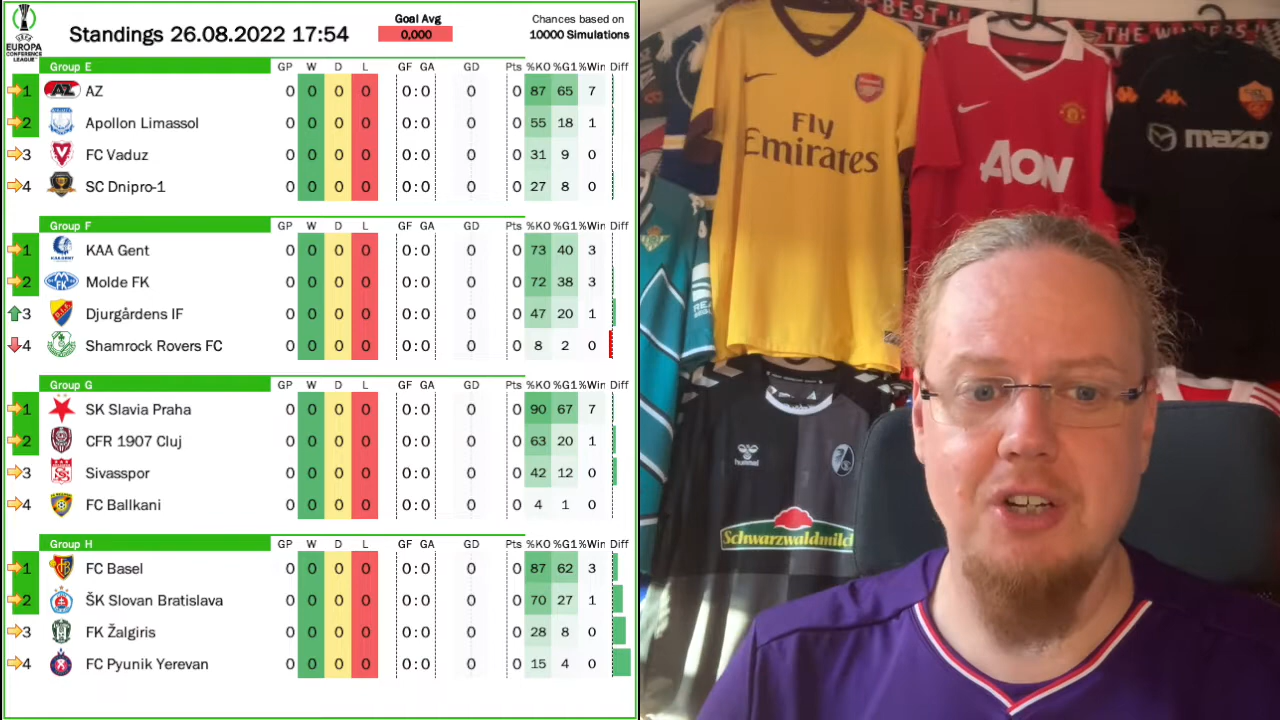 UEFA
EUROPA
CONFERENCE
LEAGUE
Standings 26.08.2022 17:54
Goal Avg
0,000
Chances based on
10000 Simulations
Group E GP W D L GF GA GD Pts %KO %G1 %Win Diff
1 AZ 0 0 0 0 0:0 0 0 87 65 7
2 Apollon Limassol 0 0 0 0 0:0 0 0 55 18 1
3 FC Vaduz 0 0 0 0 0:0 0 0 31 9 0
4 SC Dnipro-1 0 0 0 0 0:0 0 0 27 8 0
Group F GP W D L GF GA GD Pts %KO %G1 %Win Diff
1 KAA Gent 0 0 0 0 0:0 0 0 73 40 3
2 Molde FK 0 0 0 0 0:0 0 0 72 38 3
3 Djurgårdens IF 0 0 0 0 0:0 0 0 47 20 1
4 Shamrock Rovers FC 0 0 0 0 0:0 0 0 8 2 0
Group G GP W D L GF GA GD Pts %KO %G1 %Win Diff
1 SK Slavia Praha 0 0 0 0 0:0 0 0 90 67 7
2 CFR 1907 Cluj 0 0 0 0 0:0 0 0 63 20 1
3 Sivasspor 0 0 0 0 0:0 0 0 42 12 0
4 FC Ballkani 0 0 0 0 0:0 0 0 4 1 0
Group H GP W D L GF GA GD Pts %KO %G1 %Win Diff
1 FC Basel 0 0 0 0 0:0 0 0 87 62 3
2 ŠK Slovan Bratislava 0 0 0 0 0:0 0 0 70 27 1
3 FK Žalgiris 0 0 0 0 0:0 0 0 28 8 0
4 FC Pyunik Yerevan 0 0 0 0 0:0 0 0 15 4 0
BEST!
THE WINNERS
Fly
Emirates
Arsenal
AON
mazda
hummel
Schwarzwaldmilch